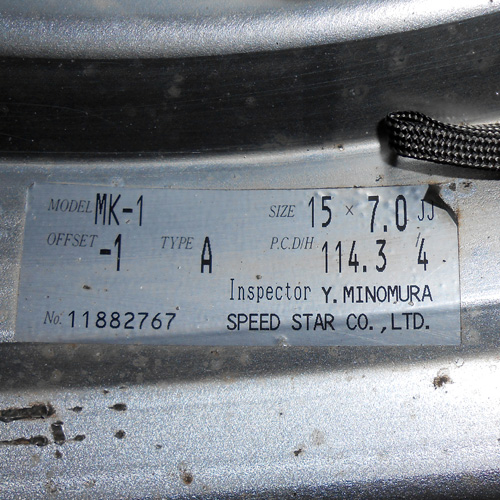 MODEL MK-1 SIZE 15 × 7.0 JJ
OFFSET -1 TYPE A P.C.D/H 114.3 / 4
Inspector Y. MINOMURA
No. 11882767 SPEED STAR CO.,LTD.